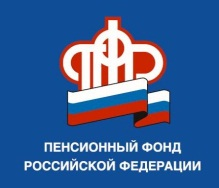 ПЕНСИОННЫЙ ФОНД
РОССИЙСКОЙ ФЕДЕРАЦИИ